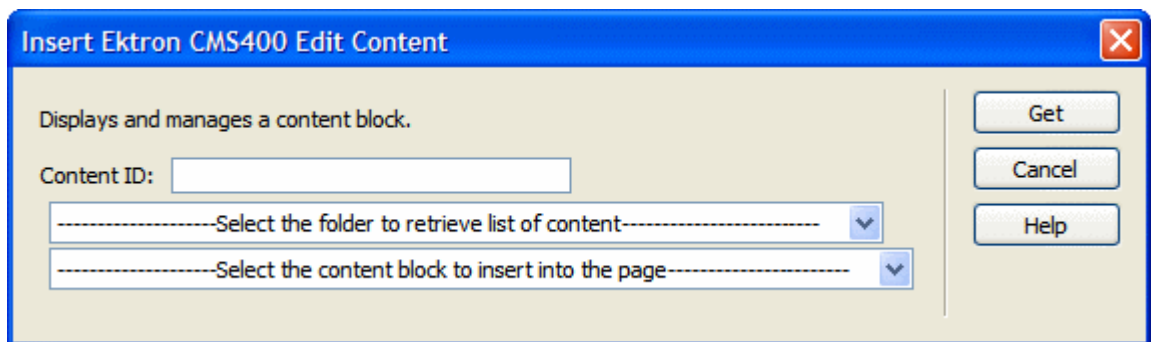 Insert Ektron CMS400 Edit Content
Displays and manages a content block.
Get
Content ID:
Cancel
---------------------Select the folder to retrieve list of content--------------------------
Help
---------------------Select the content block to insert into the page------------------------